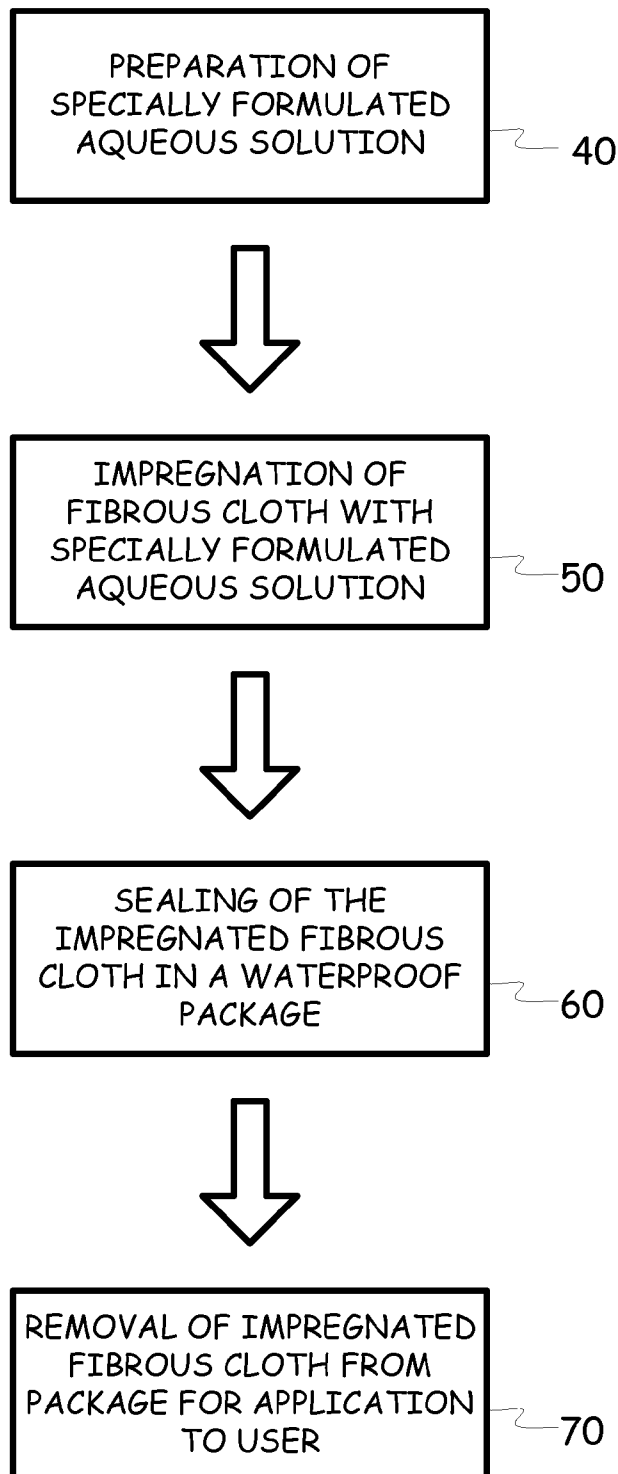 PREPARATION OF
SPECIALLY FORMULATED
AQUEOUS SOLUTION
40
IMPREGNATION OF
FIBROUS CLOTH WITH
SPECIALLY FORMULATED
AQUEOUS SOLUTION
50
SEALING OF THE
IMPREGNATED FIBROUS
CLOTH IN A WATERPROOF
PACKAGE
60
REMOVAL OF IMPREGNATED
FIBROUS CLOTH FROM
PACKAGE FOR APPLICATION
TO USER
70